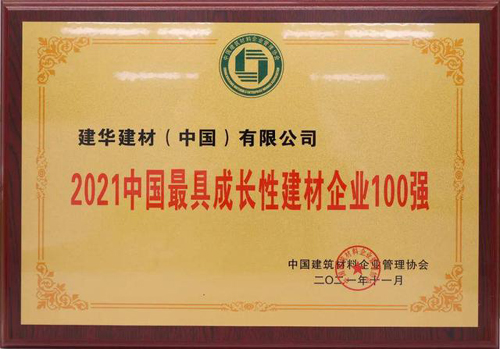 建华建材（中国）有限公司
2021中国最具成长性建材企业100强
中国建筑材料企业管理协会
二〇二一年十一月